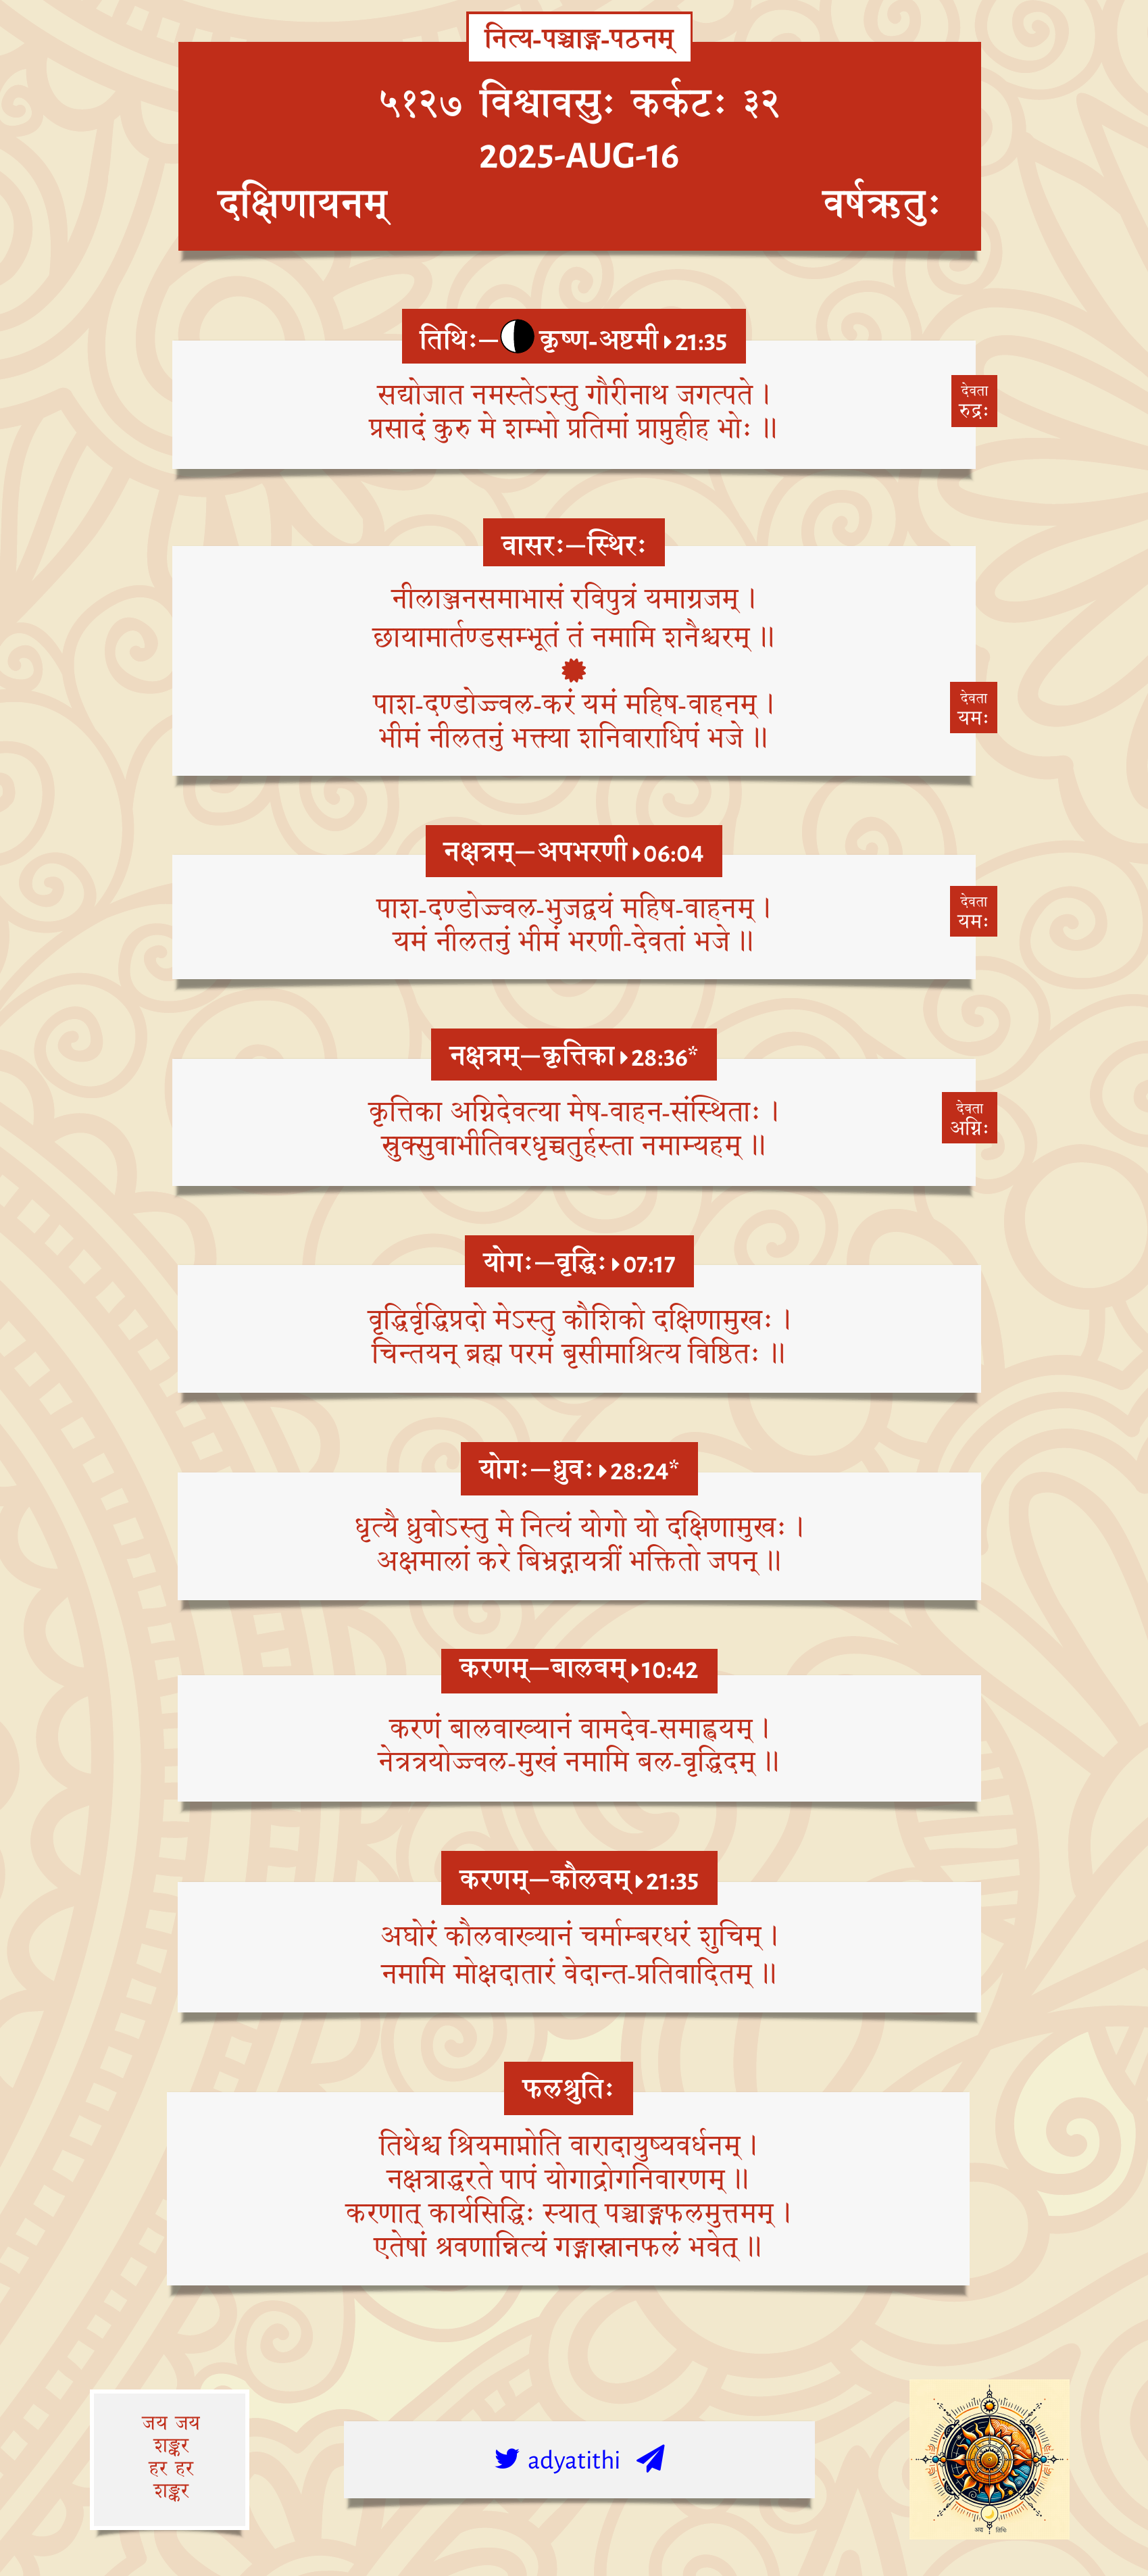 नित्य-पञ्चाङ्ग-पठनम्
५१२७ विश्वावसुः कर्कटः ३२
2025-AUG-16
दक्षिणायनम् वर्षऋतुः
तिथिः—कृष्ण-अष्टमी 21:35
सद्योजात नमस्तेऽस्तु गौरीनाथ जगत्पते ।
प्रसादं कुरु मे शम्भो प्रतिमां प्राप्नुहीह भोः ॥
देवता
रुद्रः
वासरः—स्थिरः
नीलाञ्जनसमाभासं रविपुत्रं यमाग्रजम् ।
छायामार्तण्डसम्भूतं तं नमामि शनैश्चरम् ॥
पाश-दण्डोज्ज्वल-करं यमं महिष-वाहनम् ।
भीमं नीलतनुं भक्त्या शनिवाराधिपं भजे ॥
देवता
यमः
नक्षत्रम्—अपभरणी 06:04
पाश-दण्डोज्ज्वल-भुजद्वयं महिष-वाहनम् ।
यमं नीलतनुं भीमं भरणी-देवतां भजे ॥
देवता
यमः
नक्षत्रम्—कृत्तिका 28:36*
कृत्तिका अग्निदेवत्या मेष-वाहन-संस्थिताः ।
स्रुक्सुवाभीतिवरधृच्चतुर्हस्ता नमाम्यहम् ॥
देवता
अग्निः
योगः—वृद्धिः 07:17
वृद्धिर्वृद्धिप्रदो मेऽस्तु कौशिको दक्षिणामुखः ।
चिन्तयन् ब्रह्म परमं बृसीमाश्रित्य विष्ठितः ॥
योगः—ध्रुवः 28:24*
धृत्यै ध्रुवोऽस्तु मे नित्यं योगो यो दक्षिणामुखः ।
अक्षमालां करे बिभ्रद्गायत्रीं भक्तितो जपन् ॥
करणम्—बालवम् 10:42
करणं बालवाख्यानं वामदेव-समाह्वयम् ।
नेत्रत्रयोज्ज्वल-मुखं नमामि बल-वृद्धिदम् ॥
करणम्—कौलवम् 21:35
अघोरं कौलवाख्यानं चर्माम्बरधरं शुचिम् ।
नमामि मोक्षदातारं वेदान्त-प्रतिवादितम् ॥
फलश्रुतिः
तिथेश्च श्रियमाप्नोति वारादायुष्यवर्धनम् ।
नक्षत्राद्धरते पापं योगाद्रोगनिवारणम् ॥
करणात् कार्यसिद्धिः स्यात् पञ्चाङ्गफलमुत्तमम् ।
एतेषां श्रवणान्नित्यं गङ्गास्नानफलं भवेत् ॥
जय जय
शङ्कर
हर हर
शङ्कर
adyatithi
अद्य तिथि